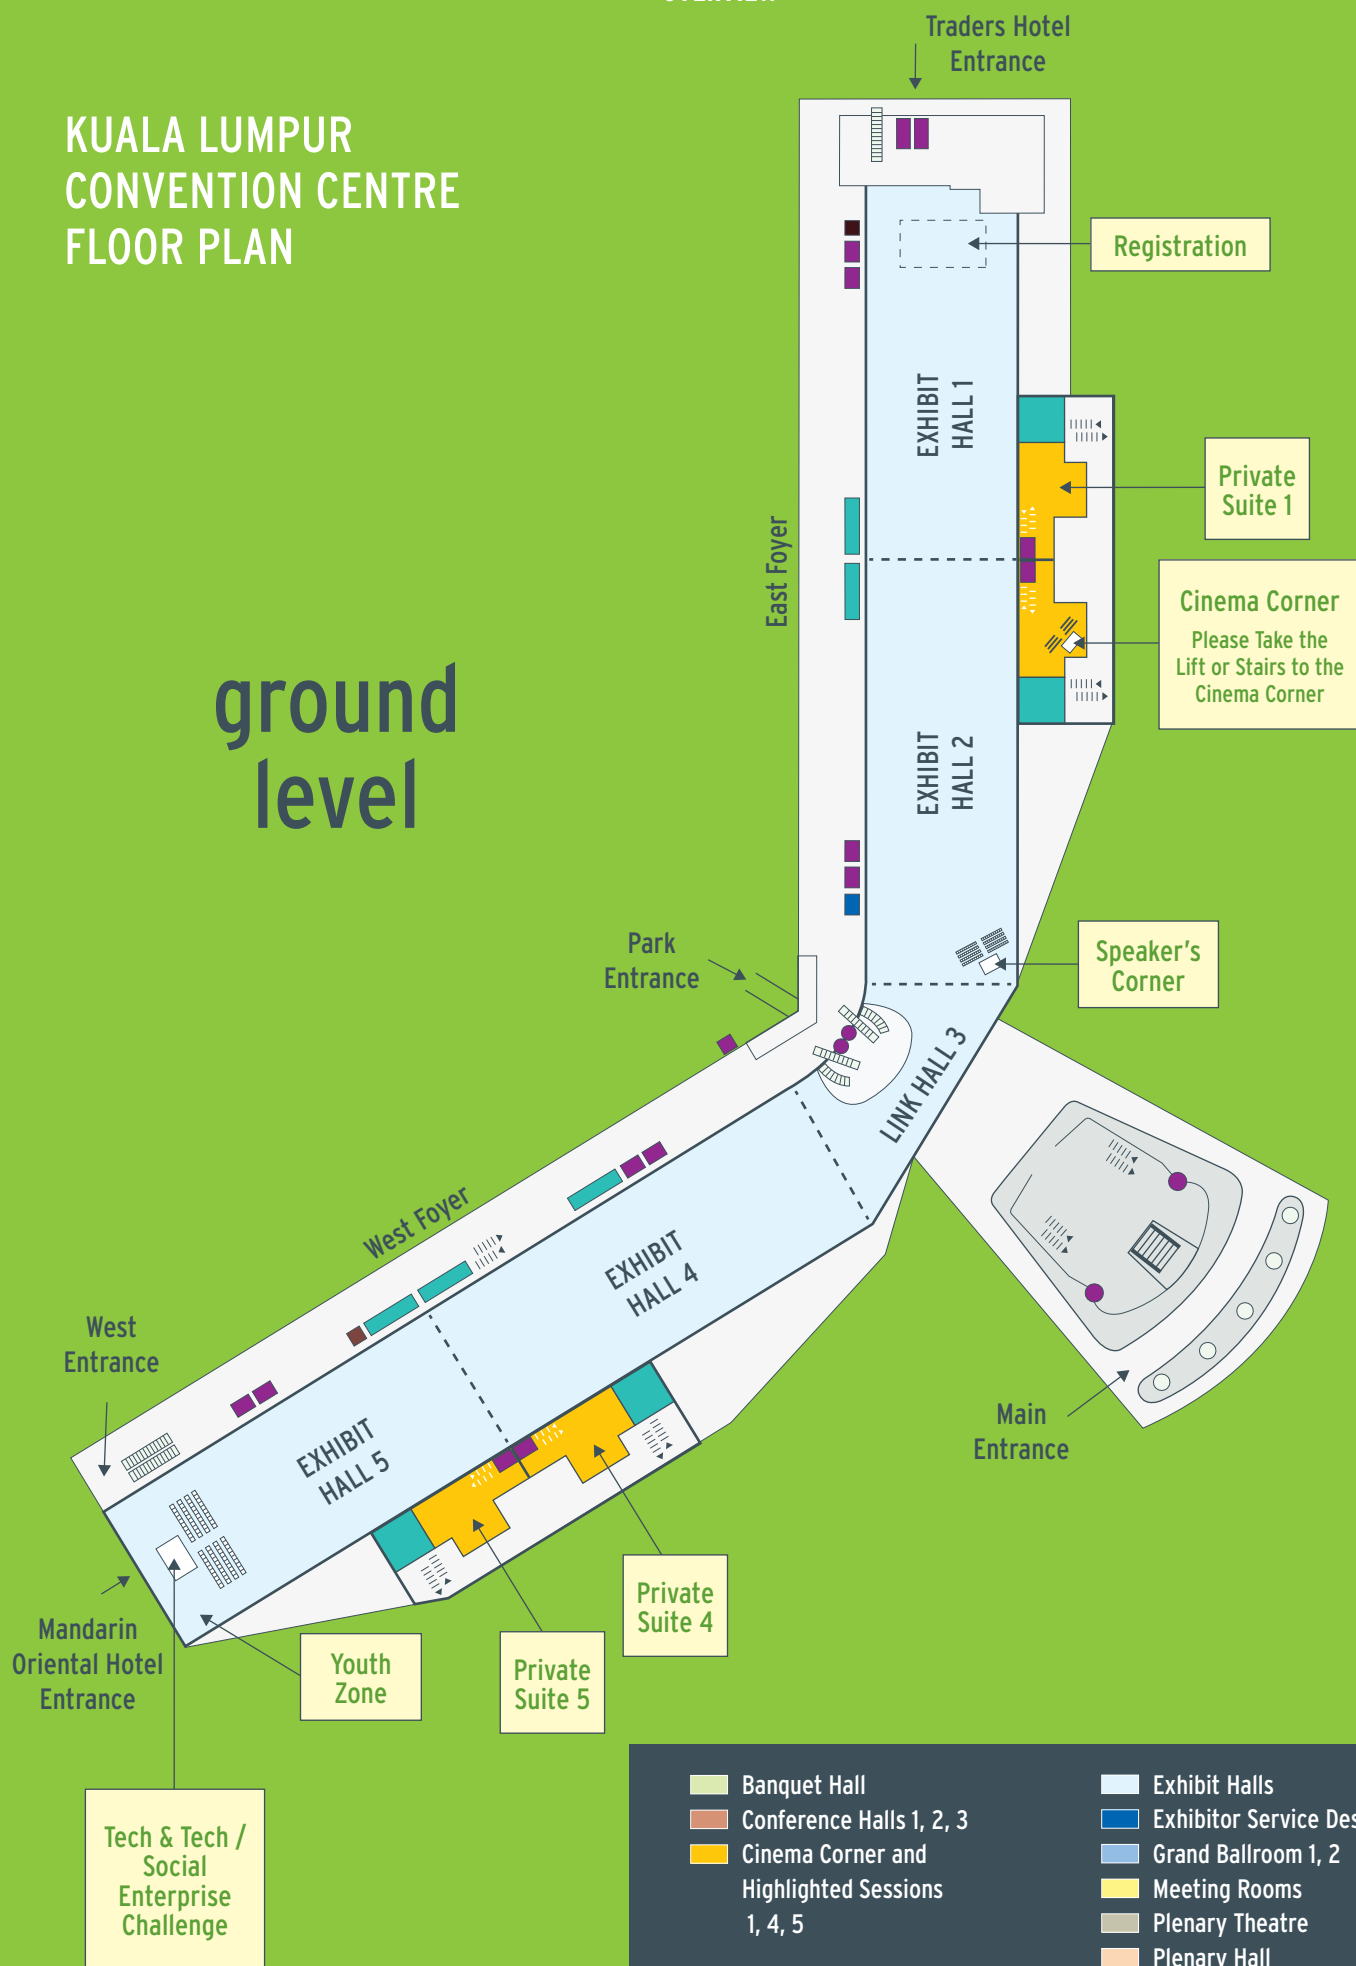 Traders Hotel
Entrance
KUALA LUMPUR
CONVENTION CENTRE
FLOOR PLAN
Registration
EXHIBIT
HALL 1
Private
Suite 1
East Foyer
Cinema Corner
Please Take the
Lift or Stairs to the
Cinema Corner
ground
level
EXHIBIT
HALL 2
Park
Entrance
Speaker's
Corner
LINK HALL 3
West Foyer
EXHIBIT
HALL 4
West
Entrance
Main
Entrance
EXHIBIT
HALL 5
Private
Suite 4
Mandarin
Oriental Hotel
Entrance
Youth
Zone
Private
Suite 5
Tech & Tech /
Social
Enterprise
Challenge
Banquet Hall
Conference Halls 1, 2, 3
Cinema Corner and
Highlighted Sessions
1, 4, 5
Exhibit Halls
Exhibitor Service Des
Grand Ballroom 1, 2
Meeting Rooms
Plenary Theatre
Plenary Hall